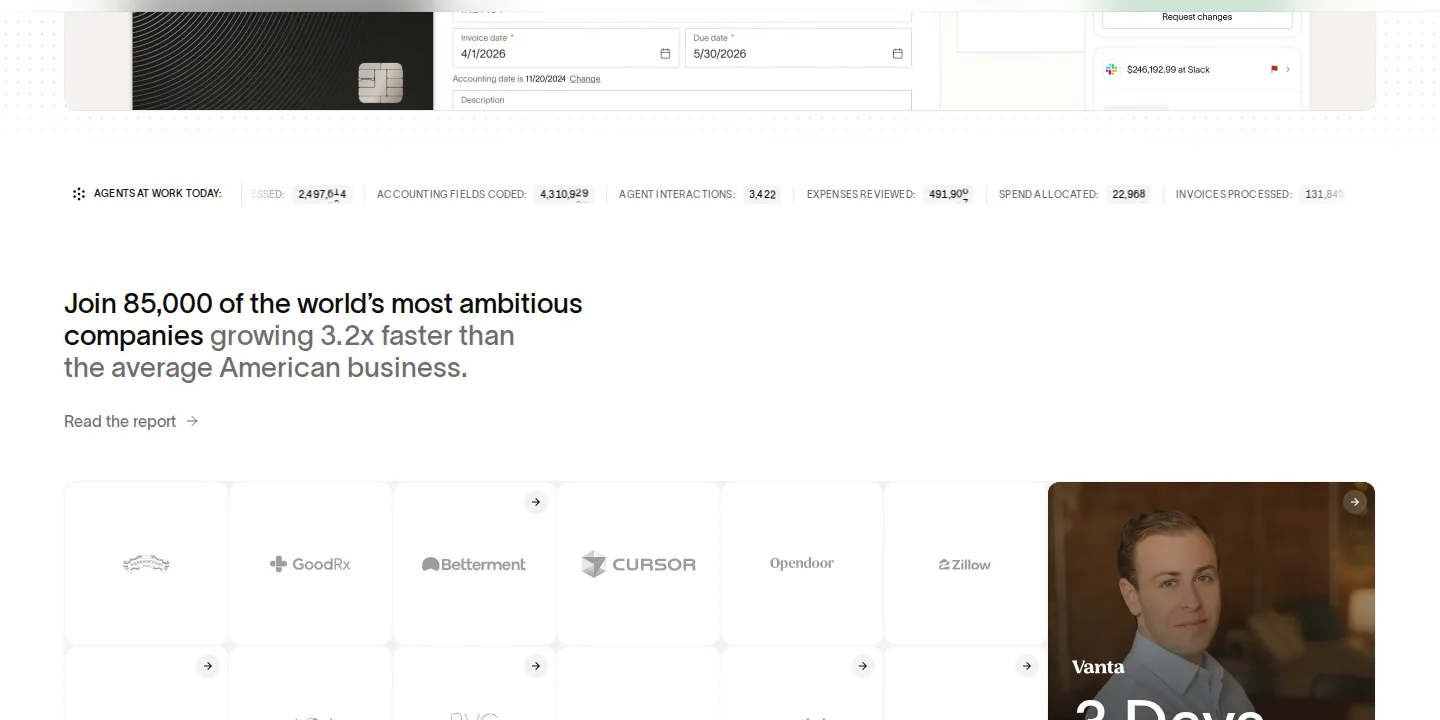 Request changes
Invoice date *
Due date *
4/1/2026
5/30/2026
$246,192.99 at Slack
Accounting date is 11/20/2024 Change
Description
AGENTS AT WORK TODAY:
ESSED:
ACCOUNTING FIELDS CODED:
AGENT INTERACTIONS: 3,422
EXPENSES REVIEWED:
SPEND ALLOCATED: 22,968
INVOICES PROCESSED:
Join 85,000 of the world’s most ambitious
companies growing 3.2x faster than
the average American business.
Read the report
GoodRx
Betterment
CURSOR
Opendoor
Zillow
Vanta
3 Days